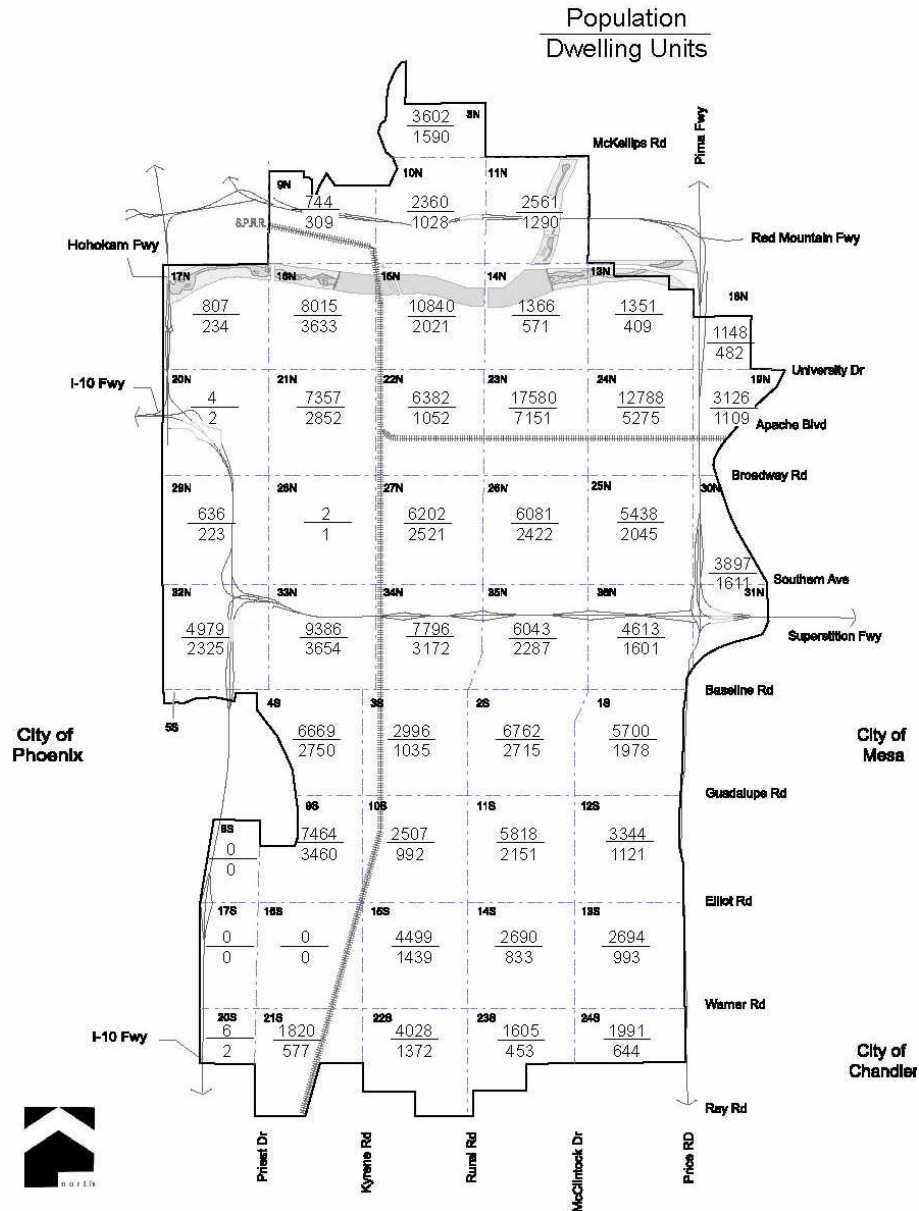 Population
Dwelling Units
3602 3N
1590
McKellips Rd
Pima Fwy
9N 10N 11N
744 2360 2561
309 1028 1290
S.P.R.R.
Hohokam Fwy
Red Mountain Fwy
17N 16N 15N 14N 13N
18N
807 8015 10840 1366 1351
234 3633 2021 571 409
1148
482
University Dr
I-10 Fwy
20N 21N 22N 23N 24N 19N
4 7357 6382 17580 12788 3126
2 2852 1052 7151 5275 1109
Apache Blvd
Broadway Rd
29N 28N 27N 26N 25N 30N
636 2 6202 6081 5438
223 1 2521 2422 2045
3897
1611
Southern Ave
32N 33N 34N 35N 36N 31N
4979 9386 7796 6043 4613
2325 3654 3172 2287 1601
Superstition Fwy
Baseline Rd
5S 4S 3S 2S 1S
City of
Phoenix
6669 2996 6762 5700
2750 1035 2715 1978
City of
Mesa
Guadalupe Rd
9S 10S 11S 12S
8S
7464 2507 5818 3344
3460 992 2151 1121
0
0
Elliot Rd
17S 16S 15S 14S 13S
0 0 4499 2690 2694
0 0 1439 833 993
Warner Rd
20S 21S 22S 23S 24S
6 1820 4028 1605 1991
2 577 1372 453 644
I-10 Fwy
City of
Chandler
Ray Rd
north
Priest Dr
Kyrene Rd
Rural Rd
McClintock Dr
Price RD